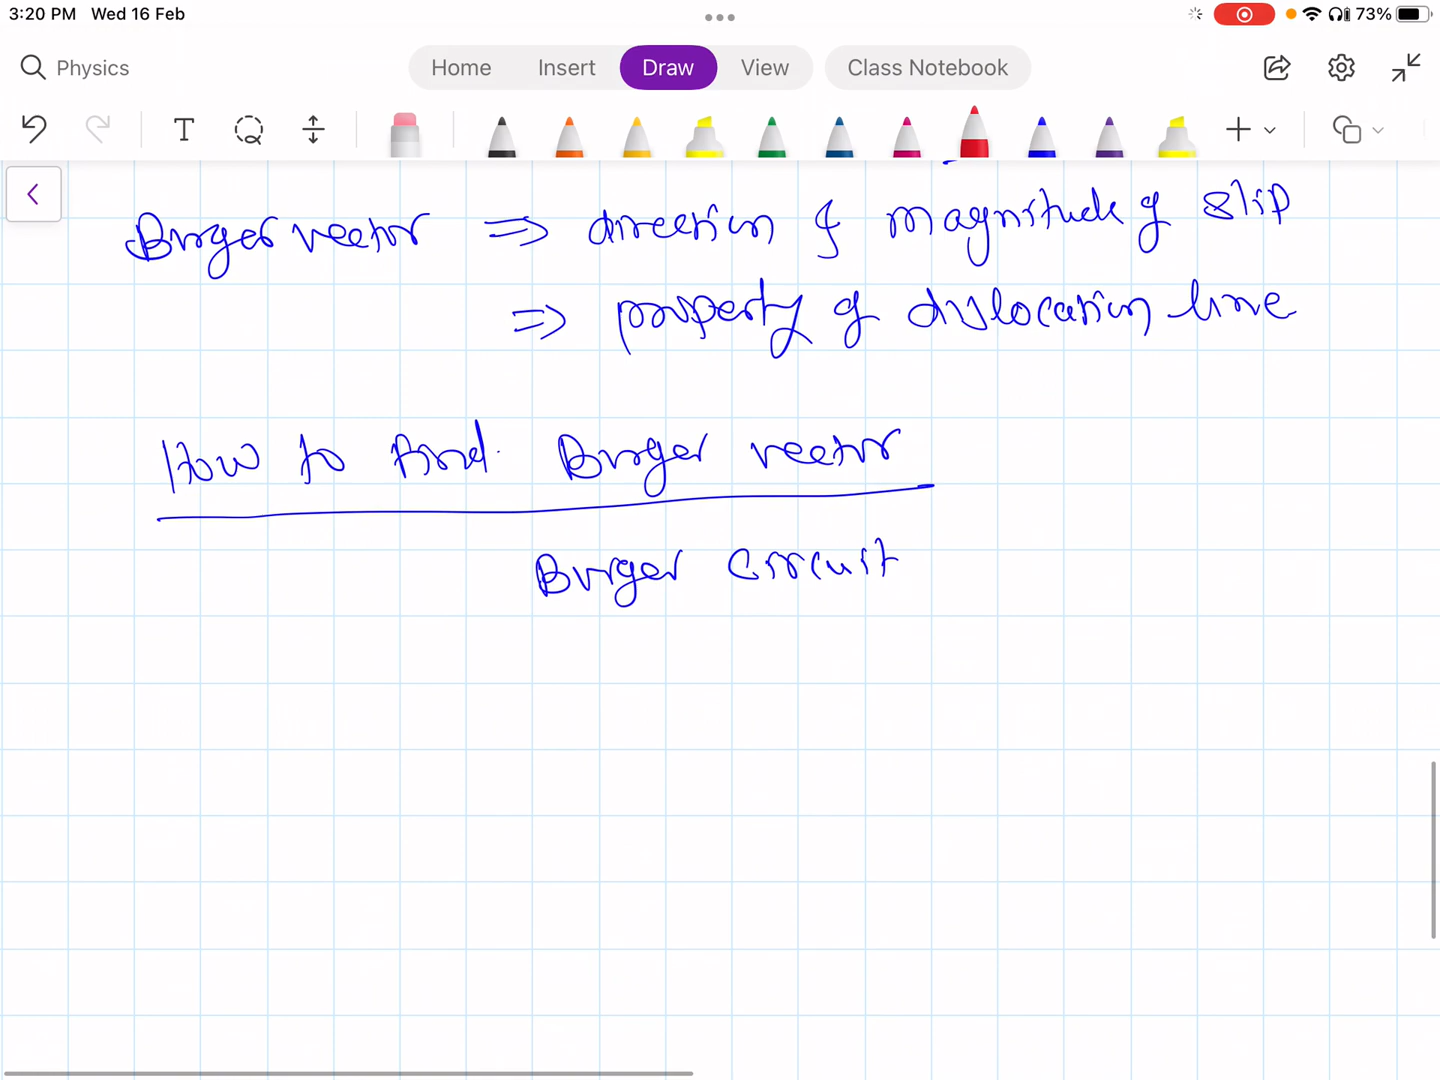 3:20 PM Wed 16 Feb 73%
Physics Home Insert Draw View Class Notebook
T
Burger vector ⇒ direction & magnitude of slip
⇒ property of dislocation line
How to find Burger vector
Burger circuit